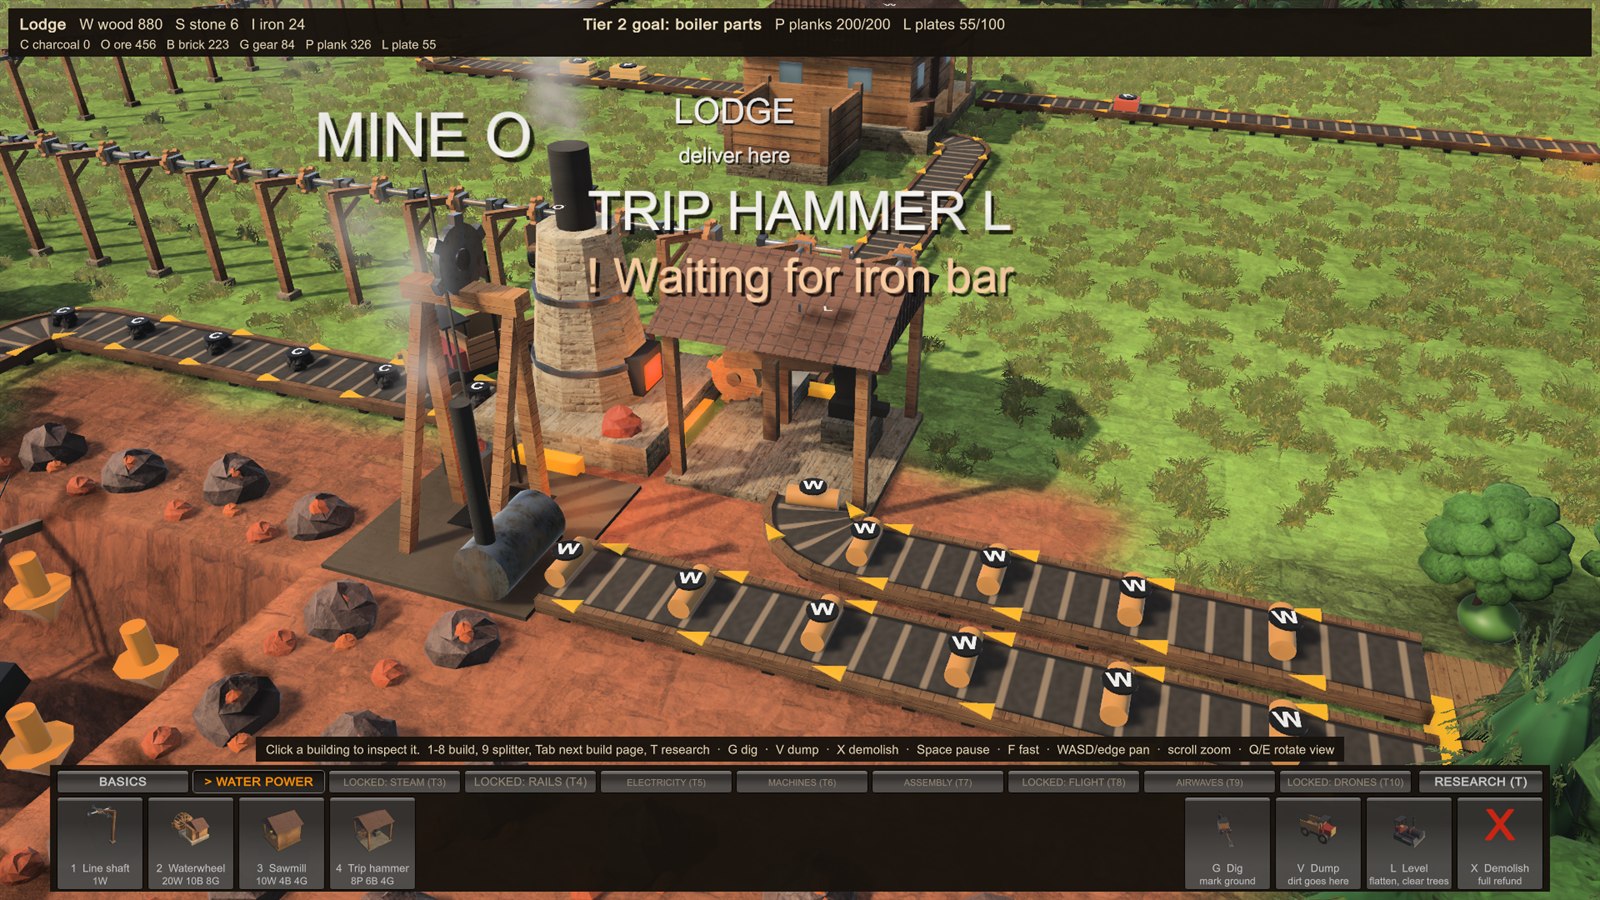 Lodge W wood 880 S stone 6 I iron 24
C charcoal 0 O ore 456 B brick 223 G gear 84 P plank 326 L plate 55
Tier 2 goal: boiler parts P planks 200/200 L plates 55/100
MINE O
LODGE
deliver here
TRIP HAMMER L
! Waiting for iron bar
L
C
C
C
C
C
C
W
W
W
W
W
W
W
W
W
W
W
Click a building to inspect it. 1-8 build, 9 splitter, Tab next build page, T research · G dig · V dump · X demolish · Space pause · F fast · WASD/edge pan · scroll zoom · Q/E rotate view
BASICS
> WATER POWER
LOCKED: STEAM (T3)
LOCKED: RAILS (T4)
ELECTRICITY (T5)
MACHINES (T6)
ASSEMBLY (T7)
LOCKED: FLIGHT (T8)
AIRWAVES (T9)
LOCKED: DRONES (T10)
RESEARCH (T)
1 Line shaft
1W
2 Waterwheel
20W 10B 8G
3 Sawmill
10W 4B 4G
4 Trip hammer
8P 6B 4G
G Dig
mark ground
V Dump
dirt goes here
L Level
flatten, clear trees
X
X Demolish
full refund